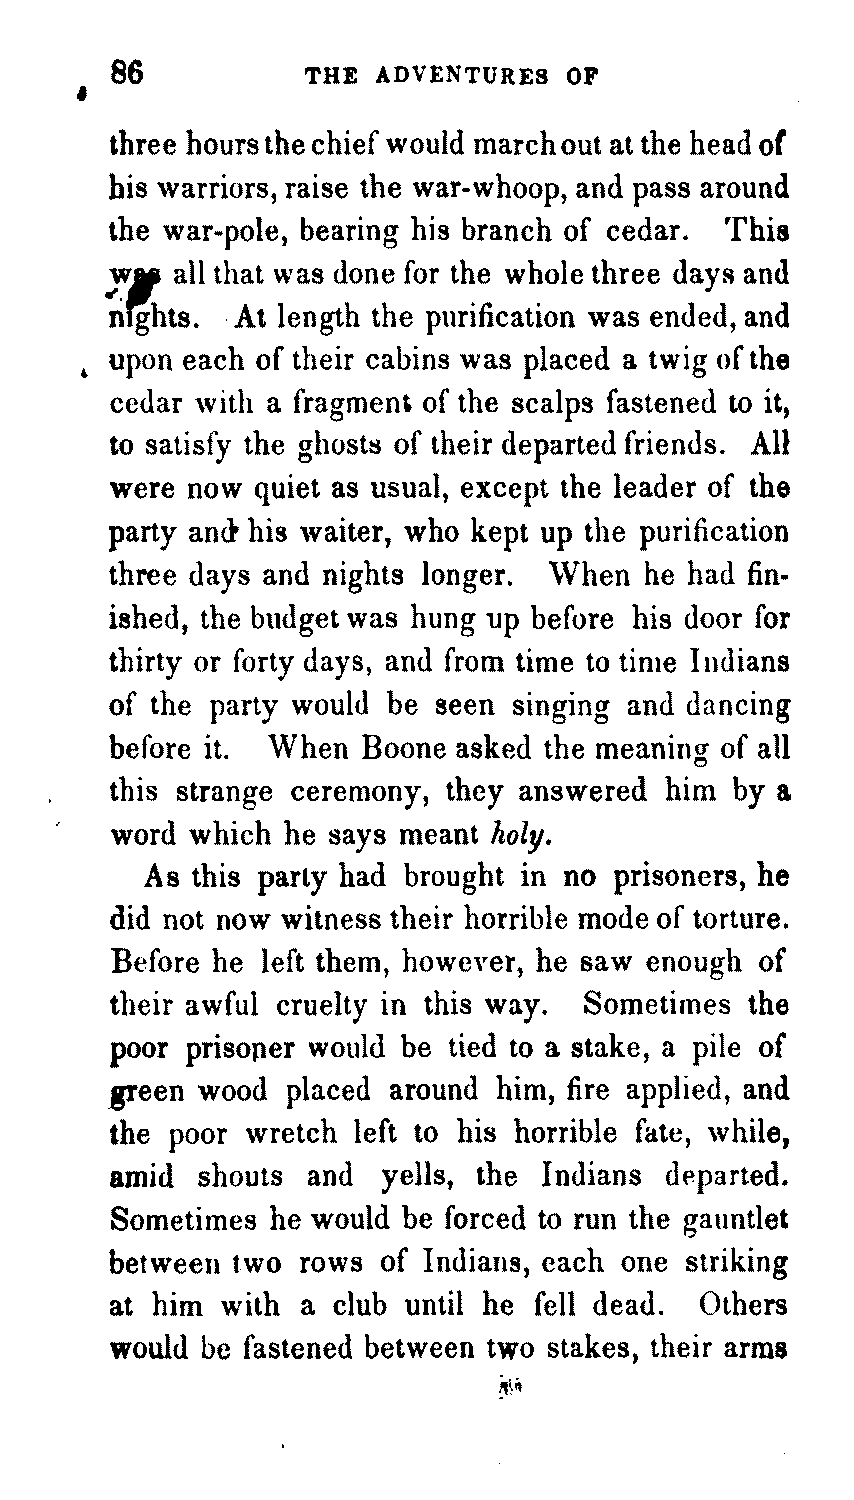 86 THE ADVENTURES OF
three hours the chief would march out at the head of
his warriors, raise the war-whoop, and pass around
the war-pole, bearing his branch of cedar. This
was all that was done for the whole three days and
nights. At length the purification was ended, and
upon each of their cabins was placed a twig of the
cedar with a fragment of the scalps fastened to it,
to satisfy the ghosts of their departed friends. All
were now quiet as usual, except the leader of the
party and his waiter, who kept up the purification
three days and nights longer. When he had fin-
ished, the budget was hung up before his door for
thirty or forty days, and from time to time Indians
of the party would be seen singing and dancing
before it. When Boone asked the meaning of all
this strange ceremony, they answered him by a
word which he says meant holy.
As this party had brought in no prisoners, he
did not now witness their horrible mode of torture.
Before he left them, however, he saw enough of
their awful cruelty in this way. Sometimes the
poor prisoner would be tied to a stake, a pile of
green wood placed around him, fire applied, and
the poor wretch left to his horrible fate, while,
amid shouts and yells, the Indians departed.
Sometimes he would be forced to run the gauntlet
between two rows of Indians, each one striking
at him with a club until he fell dead. Others
would be fastened between two stakes, their arms